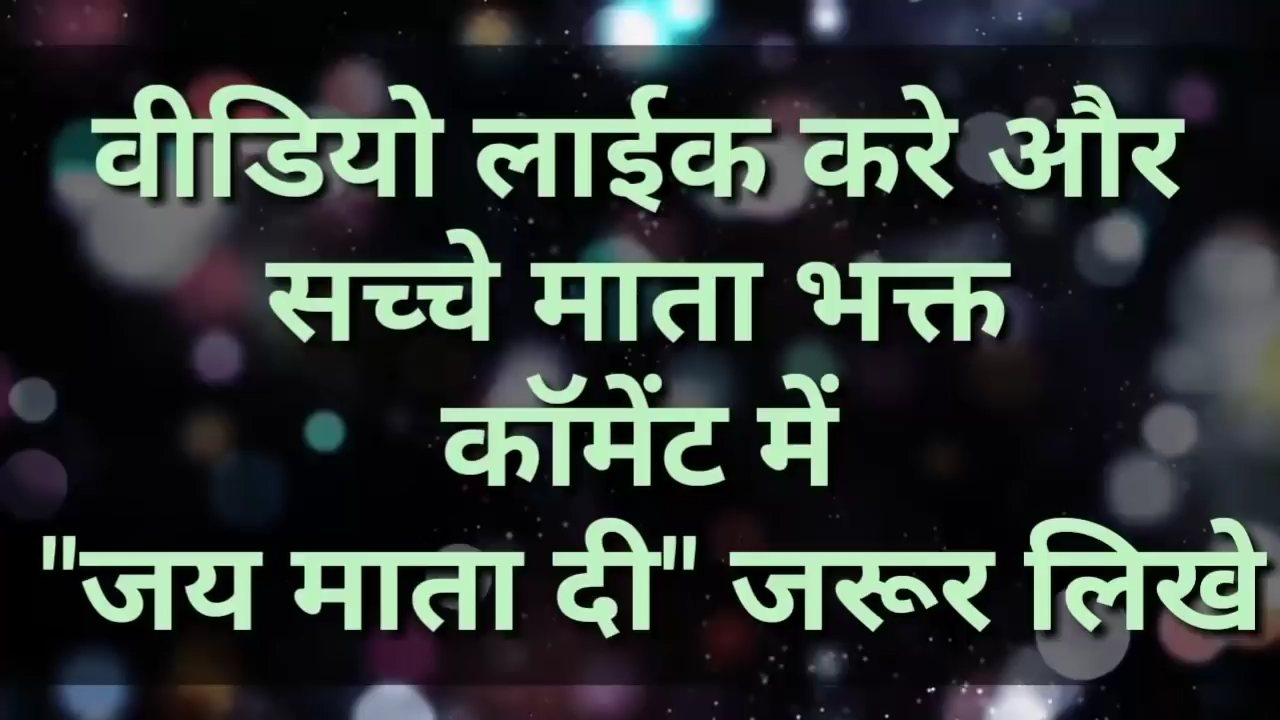 वीडियो लाईक करे और
सच्चे माता भक्त
कॉमेंट में
"जय माता दी" जरूर लिखे